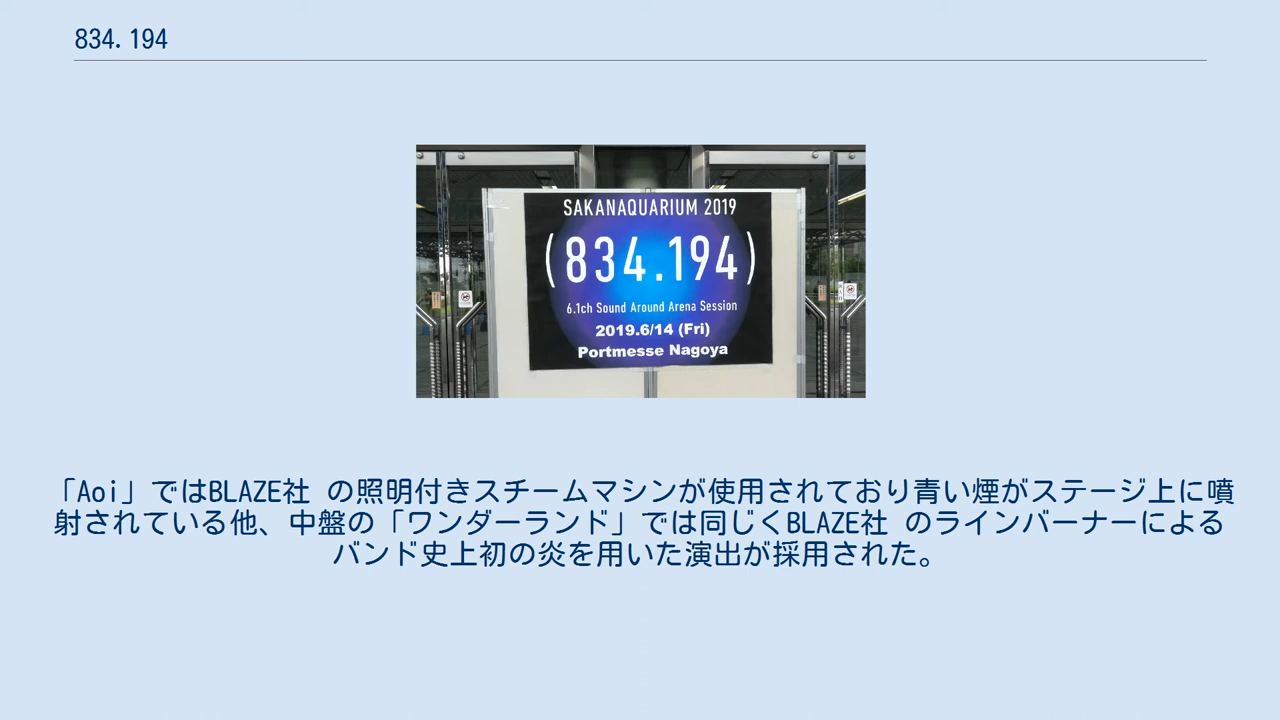 834.194
SAKANAQUARIUM 2019
(834.194)
6.1ch Sound Around Arena Session
2019.6/14 (Fri)
Portmesse Nagoya
「Aoi」ではBLAZE社 の照明付きスチームマシンが使用されており青い煙がステージ上に噴
射されている他、中盤の「ワンダーランド」では同じくBLAZE社 のラインバーナーによる
バンド史上初の炎を用いた演出が採用された。